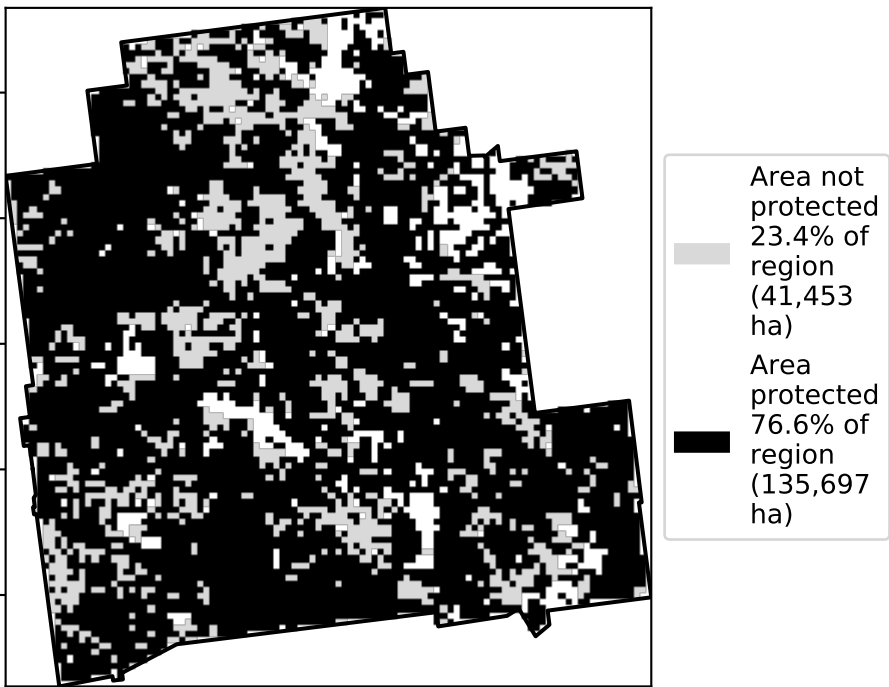 Area not
protected
23.4% of
region
(41,453
ha)
Area
protected
76.6% of
region
(135,697
ha)